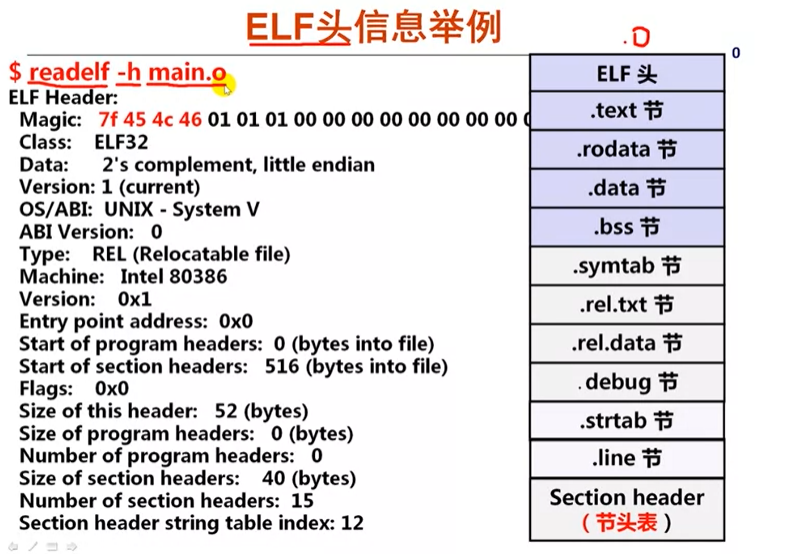 ELF头信息举例
.O
0
$ readelf -h main.o
ELF Header:
Magic: 7f 45 4c 46 01 01 01 00 00 00 00 00 00 00 00
Class: ELF32
Data: 2's complement, little endian
Version: 1 (current)
OS/ABI: UNIX - System V
ABI Version: 0
Type: REL (Relocatable file)
Machine: Intel 80386
Version: 0x1
Entry point address: 0x0
Start of program headers: 0 (bytes into file)
Start of section headers: 516 (bytes into file)
Flags: 0x0
Size of this header: 52 (bytes)
Size of program headers: 0 (bytes)
Number of program headers: 0
Size of section headers: 40 (bytes)
Number of section headers: 15
Section header string table index: 12
ELF 头
.text 节
.rodata 节
.data 节
.bss 节
.symtab 节
.rel.txt 节
.rel.data 节
.debug 节
.strtab 节
.line 节
Section header
（节头表）